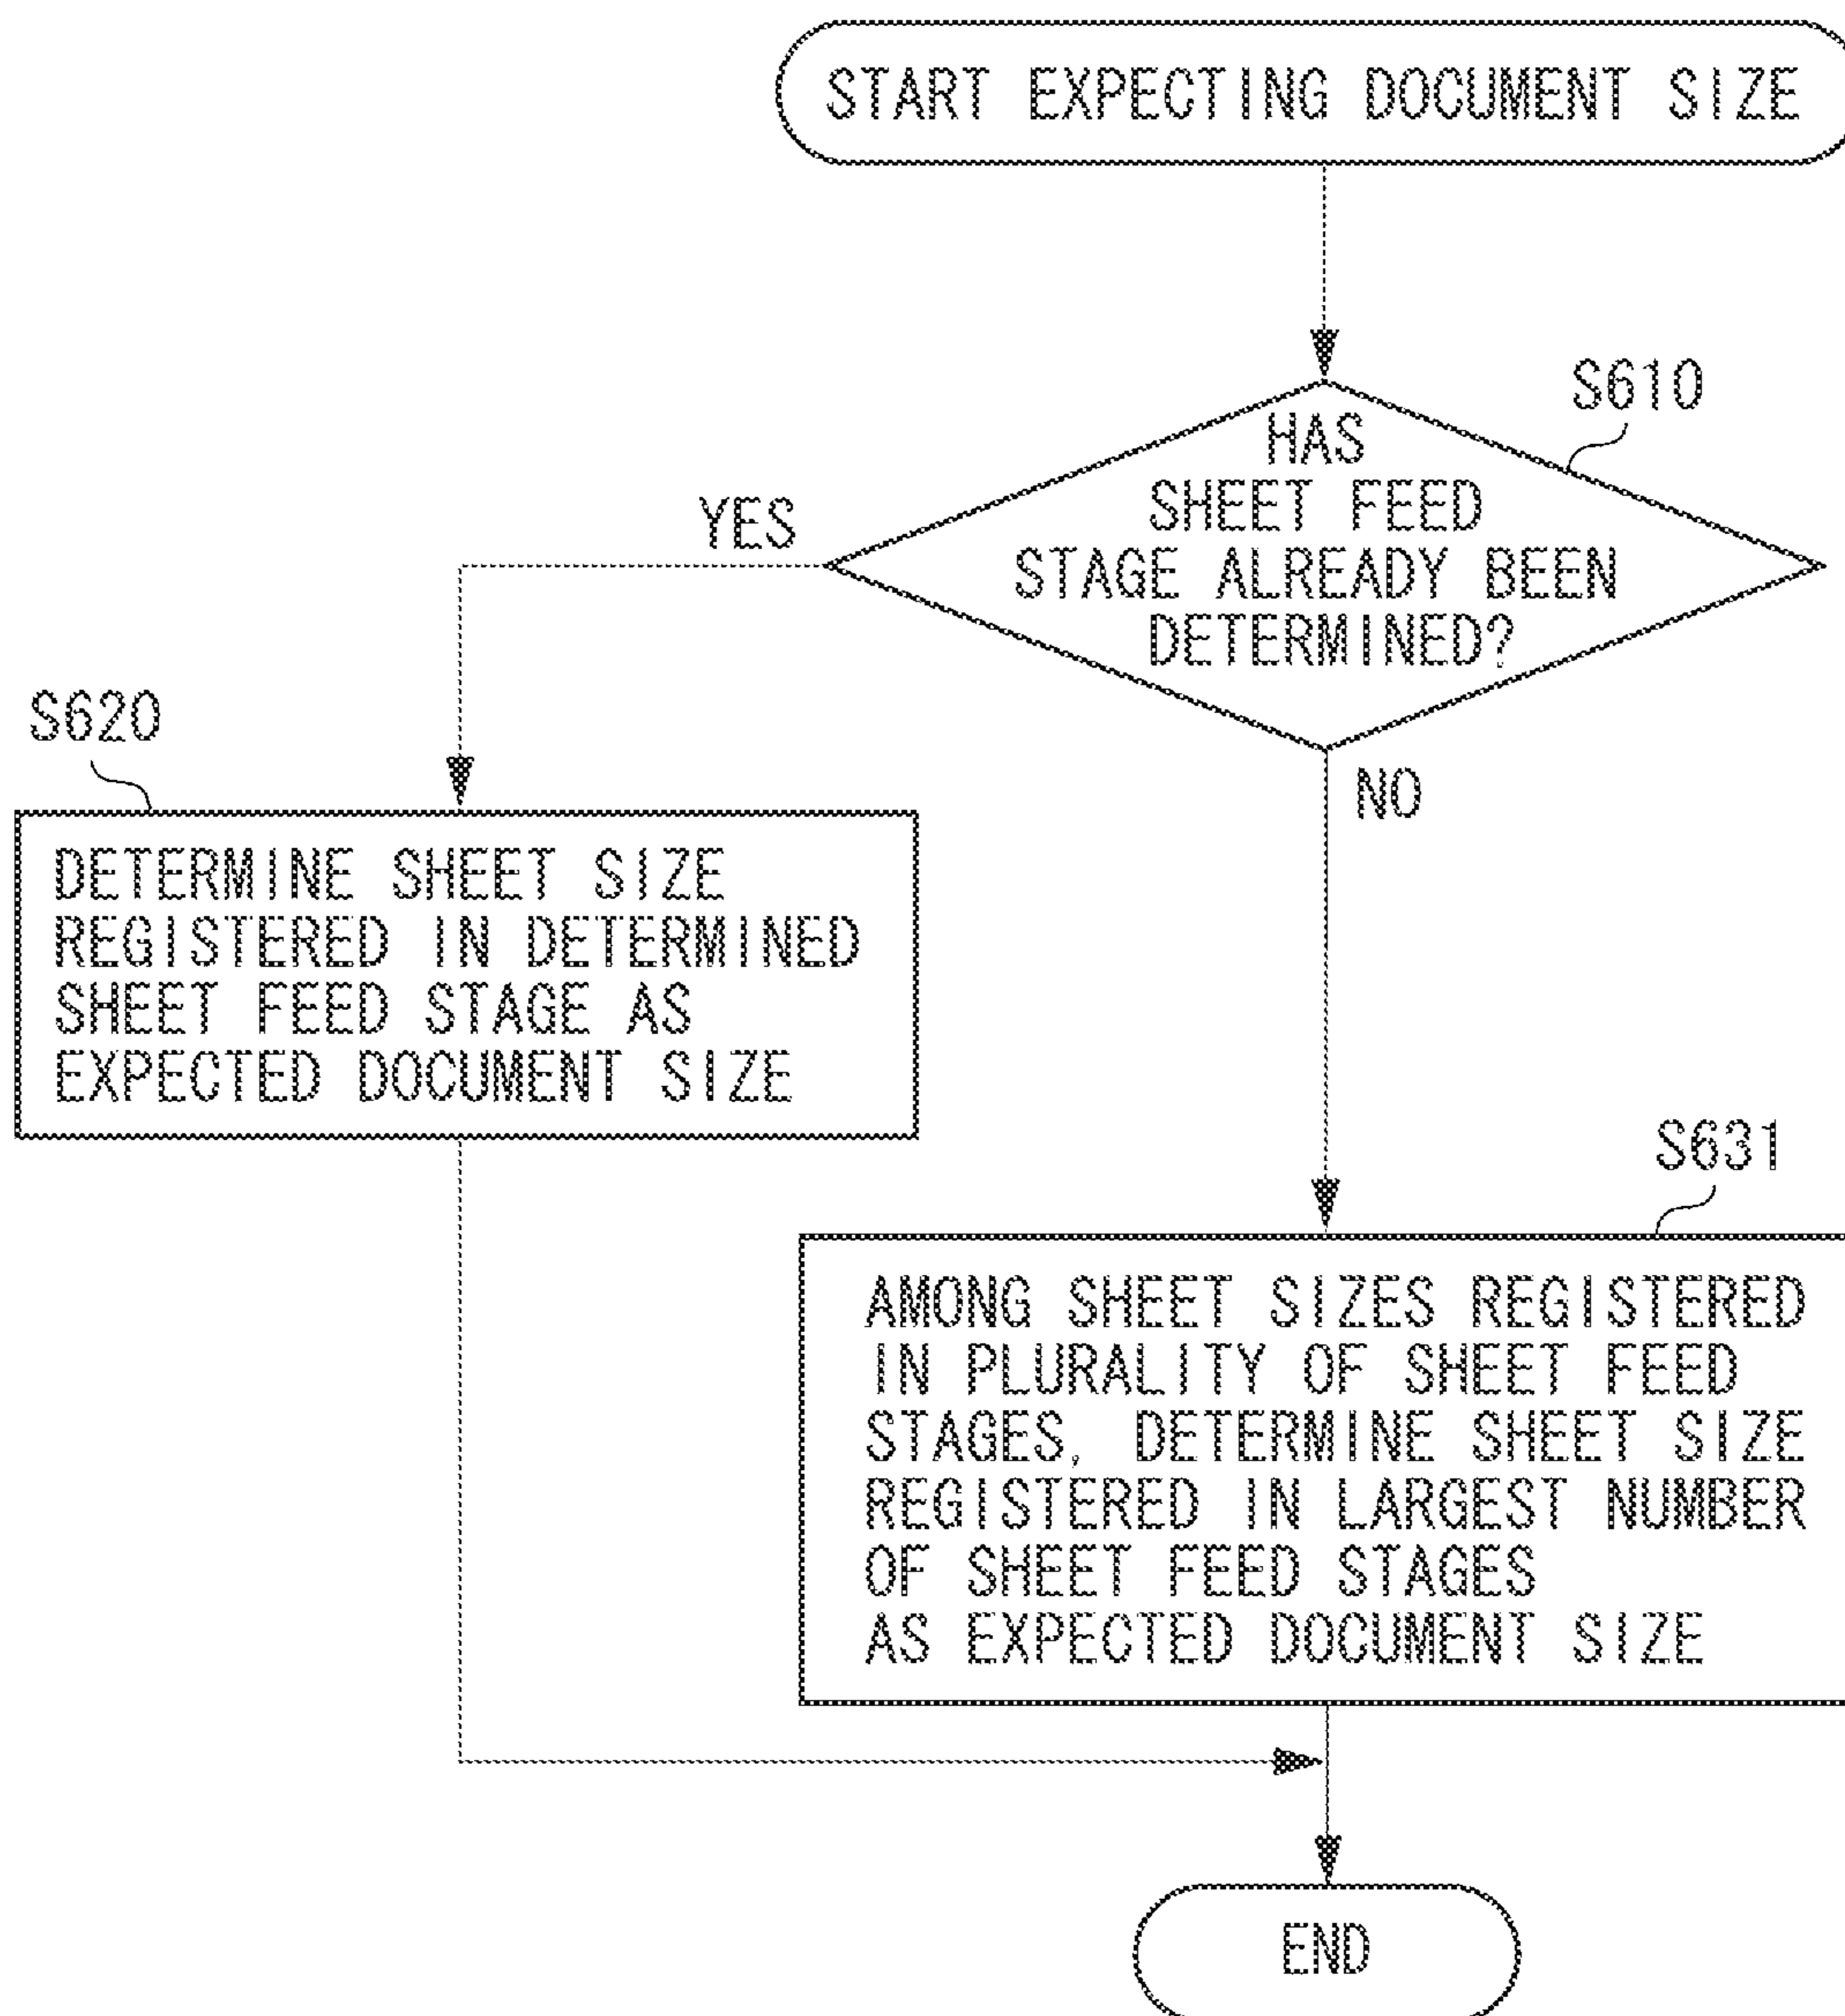 START EXPECTING DOCUMENT SIZE
S610
HAS
SHEET FEED
STAGE ALREADY BEEN
DETERMINED?
YES
NO
S620
DETERMINE SHEET SIZE
REGISTERED IN DETERMINED
SHEET FEED STAGE AS
EXPECTED DOCUMENT SIZE
S631
AMONG SHEET SIZES REGISTERED
IN PLURALITY OF SHEET FEED
STAGES, DETERMINE SHEET SIZE
REGISTERED IN LARGEST NUMBER
OF SHEET FEED STAGES
AS EXPECTED DOCUMENT SIZE
END